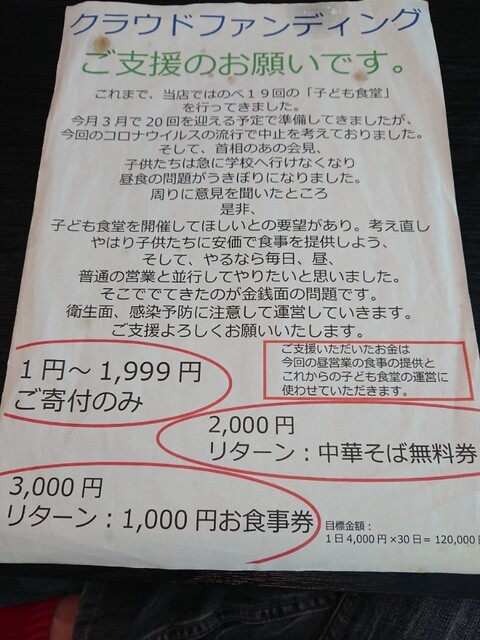 クラウドファンディング
ご支援のお願いです。
これまで、当店ではのべ１９回の「子ども食堂」
を行ってきました。
今月３月で20回を迎える予定で準備してきましたが、
今回のコロナウイルスの流行で中止を考えておりました。
そして、首相のあの会見、
子供たちは急に学校へ行けなくなり
昼食の問題がうきぼりになりました。
周りに意見を聞いたところ
是非、
子ども食堂を開催してほしいとの要望があり。考え直し
やはり子供たちに安価で食事を提供しよう、
そして、やるなら毎日、昼、
普通の営業と並行してやりたいと思いました。
そこででてきたのが金銭面の問題です。
衛生面、感染予防に注意して運営していきます。
ご支援よろしくお願いいたします。
ご支援いただいたお金は
今回の昼営業の食事の提供と
これからの子ども食堂の運営に
使わせていただきます。
１円～1,999円
ご寄付のみ
2,000円
リターン：中華そば無料券
3,000円
リターン：1,000円お食事券
目標金額：
１日4,000円×30日＝120,000円